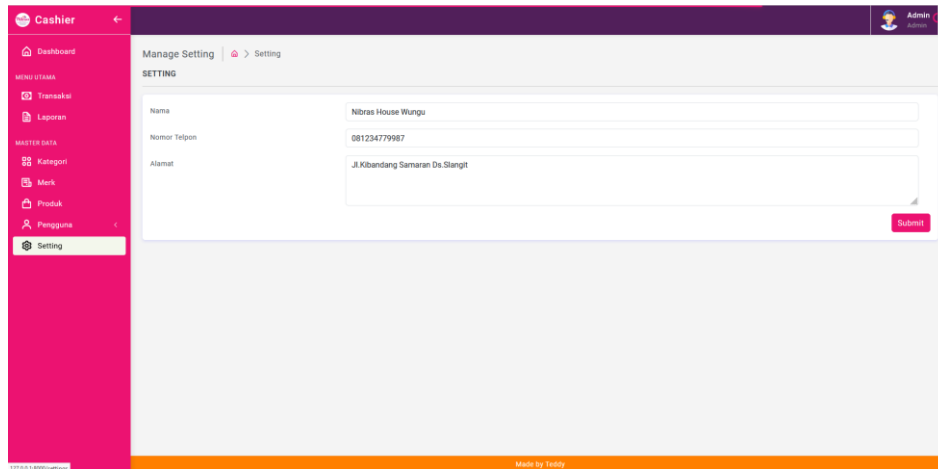 Cashier
Admin
Admin
Dashboard
MENU UTAMA
Transaksi
Laporan
MASTER DATA
Kategori
Merk
Produk
Pengguna
Setting
Manage Setting > Setting
SETTING
Nama Nibras House Wungu
Nomor Telpon 081234779987
Alamat Jl.Kibandang Samaran Ds.Slangit
Submit
Made by Teddy